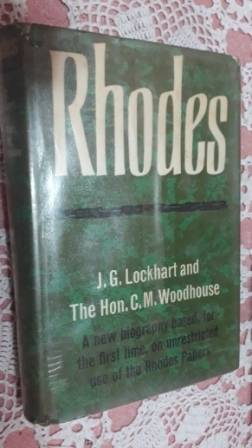 Rhodes
J. G. Lockhart and
The Hon. C. M. Woodhouse
A new biography based, for
the first time, on unrestricted
use of the Rhodes Papers